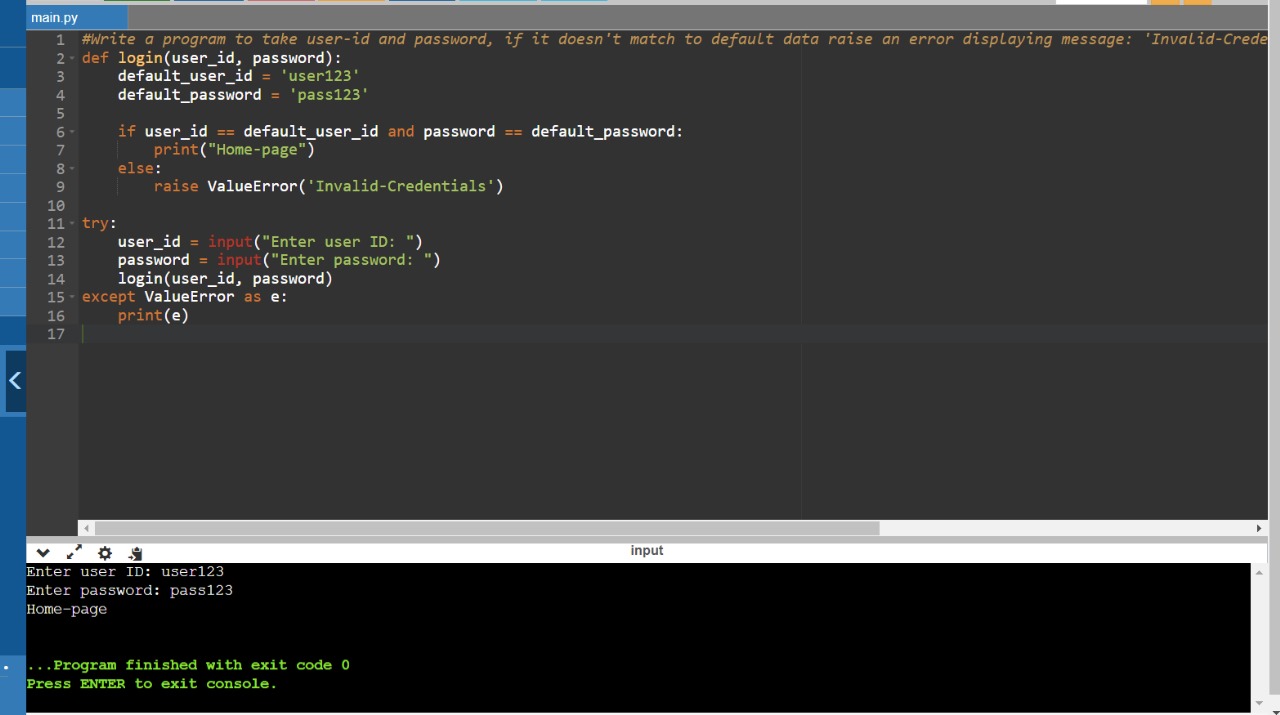 main.py
1 #Write a program to take user-id and password, if it doesn't match to default data raise an error displaying message: 'Invalid-Crede
2 def login(user_id, password):
3     default_user_id = 'user123'
4     default_password = 'pass123'
5
6     if user_id == default_user_id and password == default_password:
7         print("Home-page")
8     else:
9         raise ValueError('Invalid-Credentials')
10
11 try:
12     user_id = input("Enter user ID: ")
13     password = input("Enter password: ")
14     login(user_id, password)
15 except ValueError as e:
16     print(e)
17
input
Enter user ID: user123
Enter password: pass123
Home-page
...Program finished with exit code 0
Press ENTER to exit console.